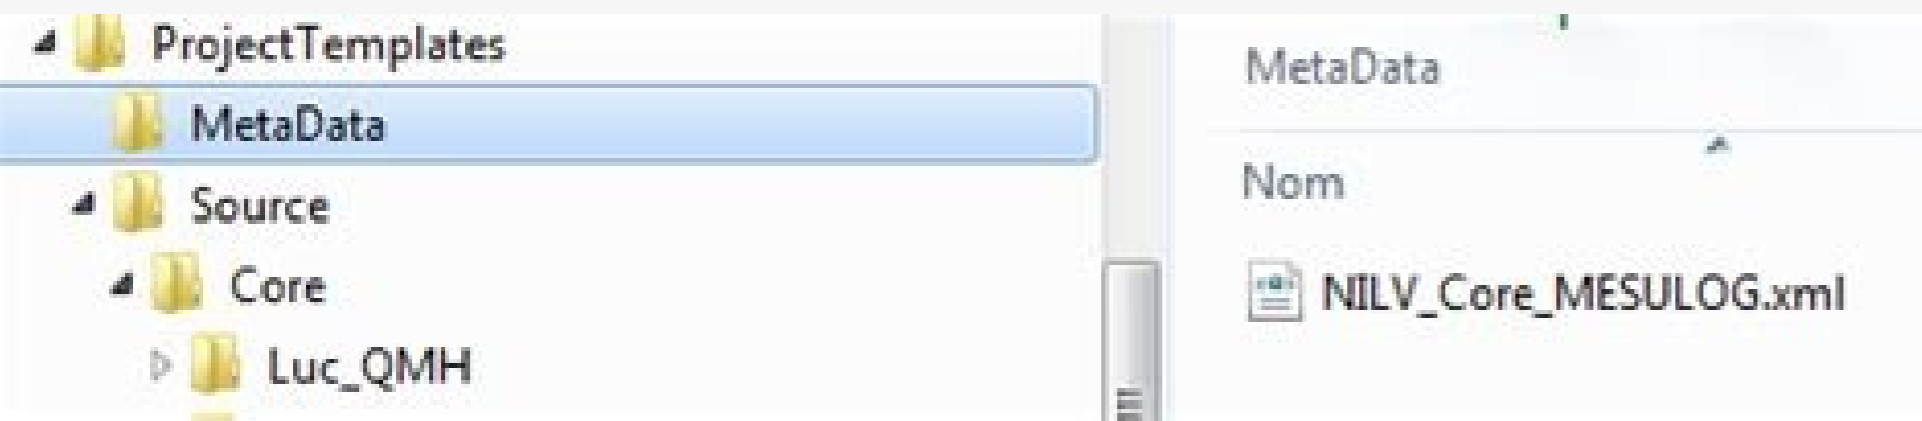 ProjectTemplates
MetaData
Source
Core
Luc_QMH
MetaData
Nom
NILV_Core_MESULOG.xml